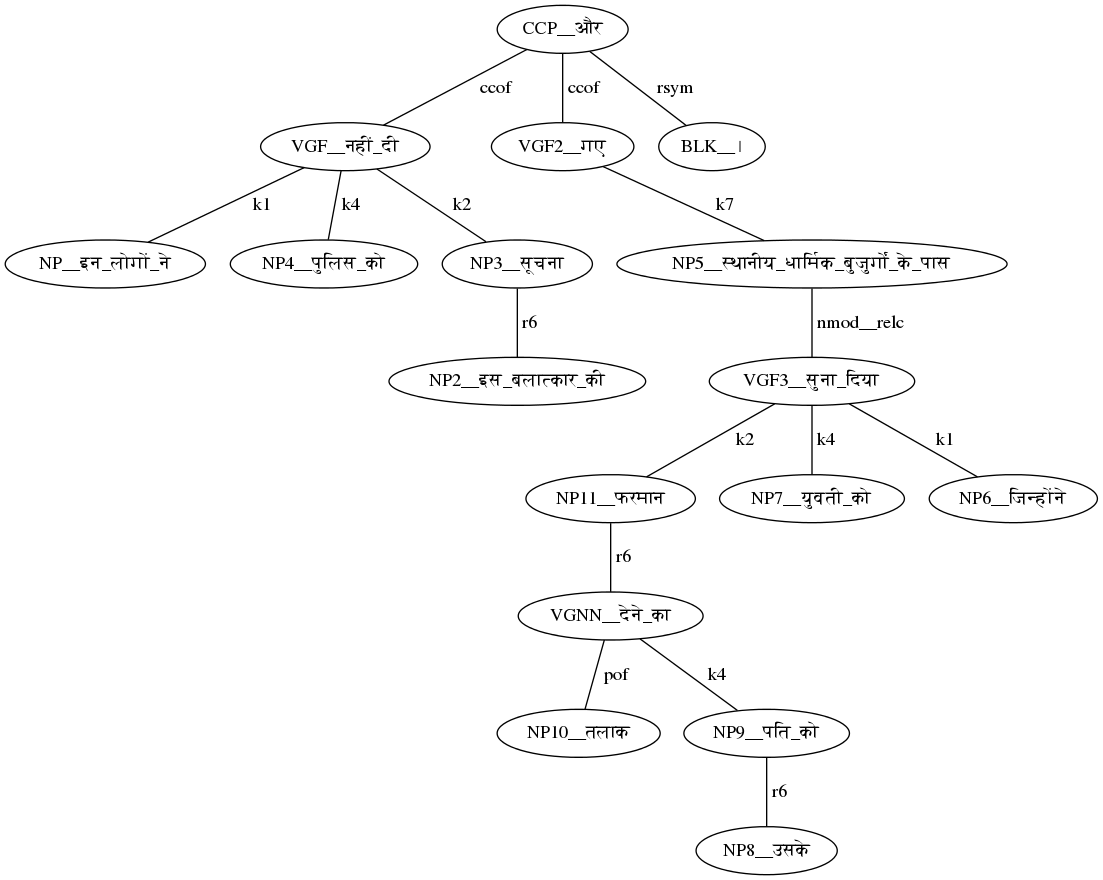 CCP__और
ccof ccof rsym
VGF__नहीं_दी VGF2__गए BLK__।
k1 k4 k2 k7
NP__इन_लोगों_ने NP4__पुलिस_को NP3__सूचना NP5__स्थानीय_धार्मिक_बुजुर्गों_के_पास
r6 nmod__relc
NP2__इस_बलात्कार_की VGF3__सुना_दिया
k2 k4 k1
NP11__फरमान NP7__युवती_को NP6__जिन्होंने
r6
VGNN__देने_का
pof k4
NP10__तलाक NP9__पति_को
r6
NP8__उसके